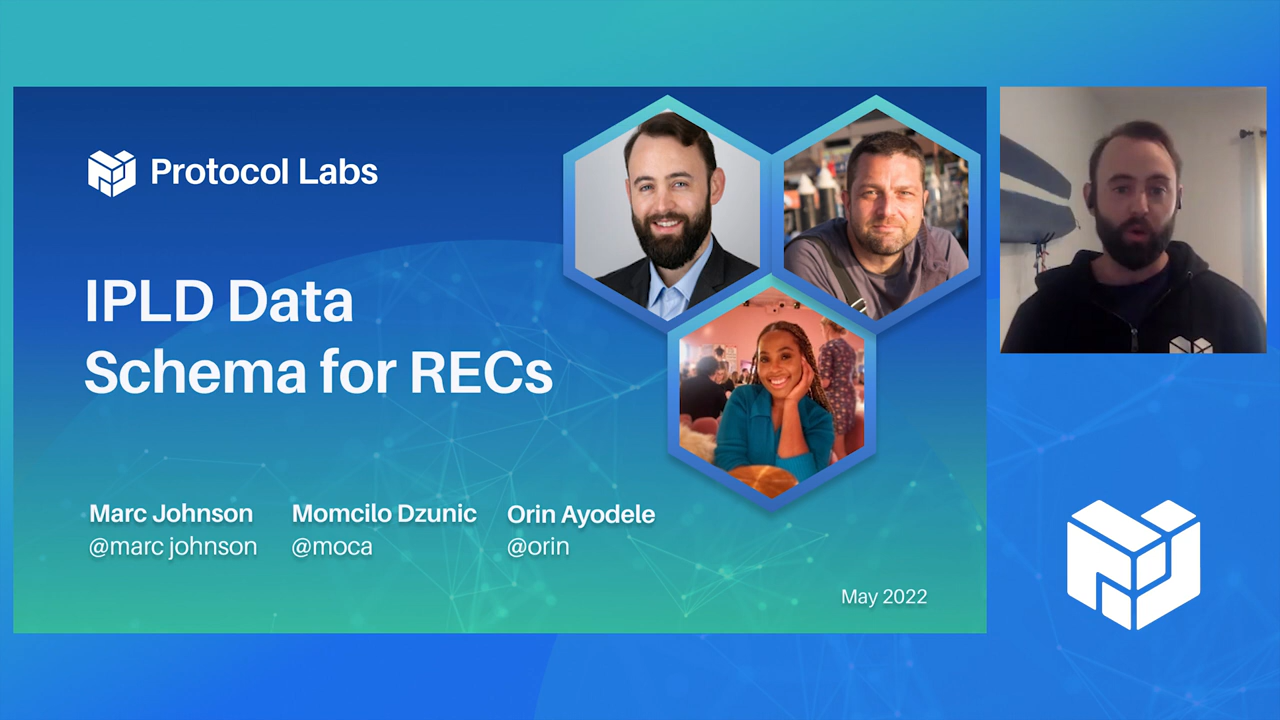 Protocol Labs
IPLD Data
Schema for RECs
Marc Johnson
@marc johnson
Momcilo Dzunic
@moca
Orin Ayodele
@orin
May 2022